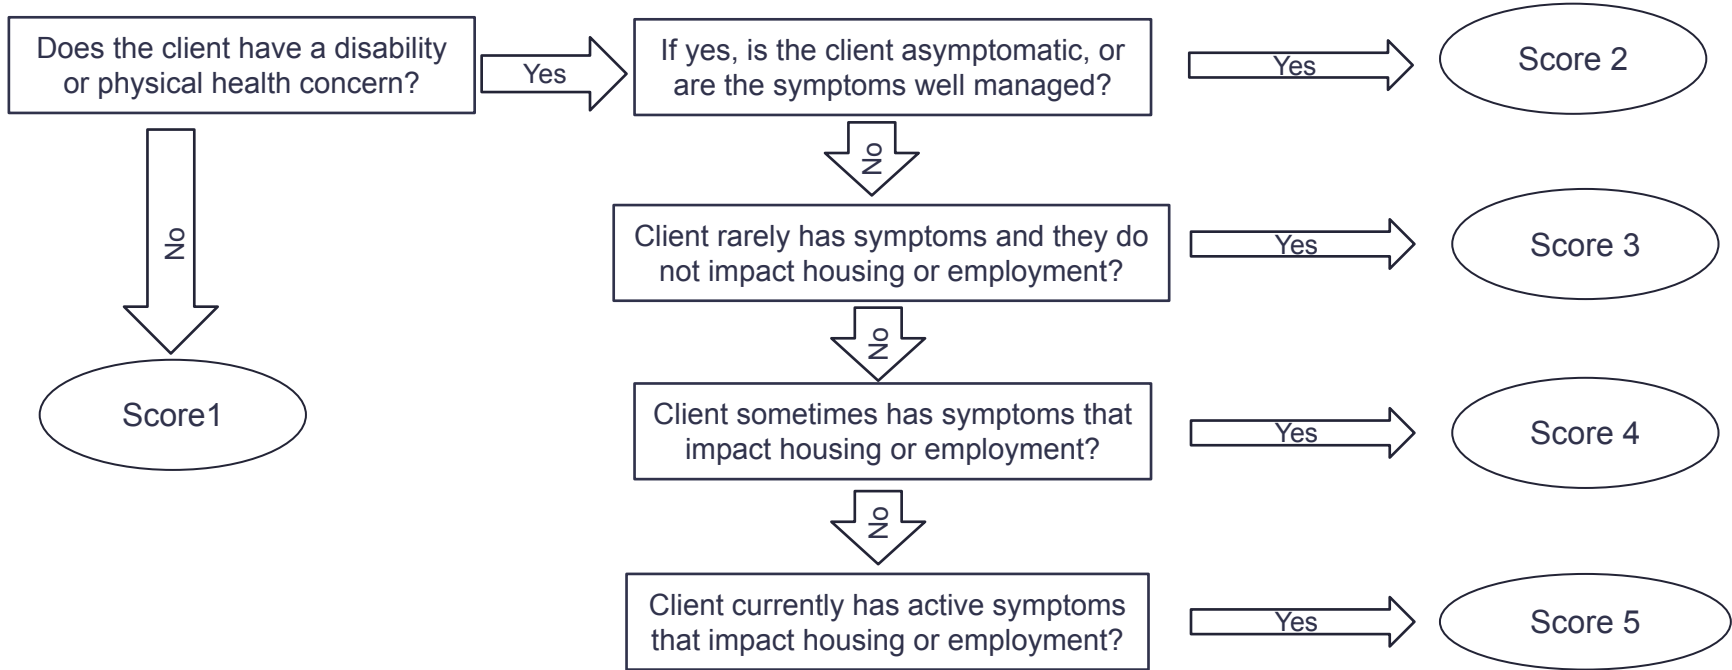 Does the client have a disability
or physical health concern?
Yes
If yes, is the client asymptomatic, or
are the symptoms well managed?
Yes
Score 2
No
No
Client rarely has symptoms and they do
not impact housing or employment?
Yes
Score 3
No
Score1
Client sometimes has symptoms that
impact housing or employment?
Yes
Score 4
No
Client currently has active symptoms
that impact housing or employment?
Yes
Score 5